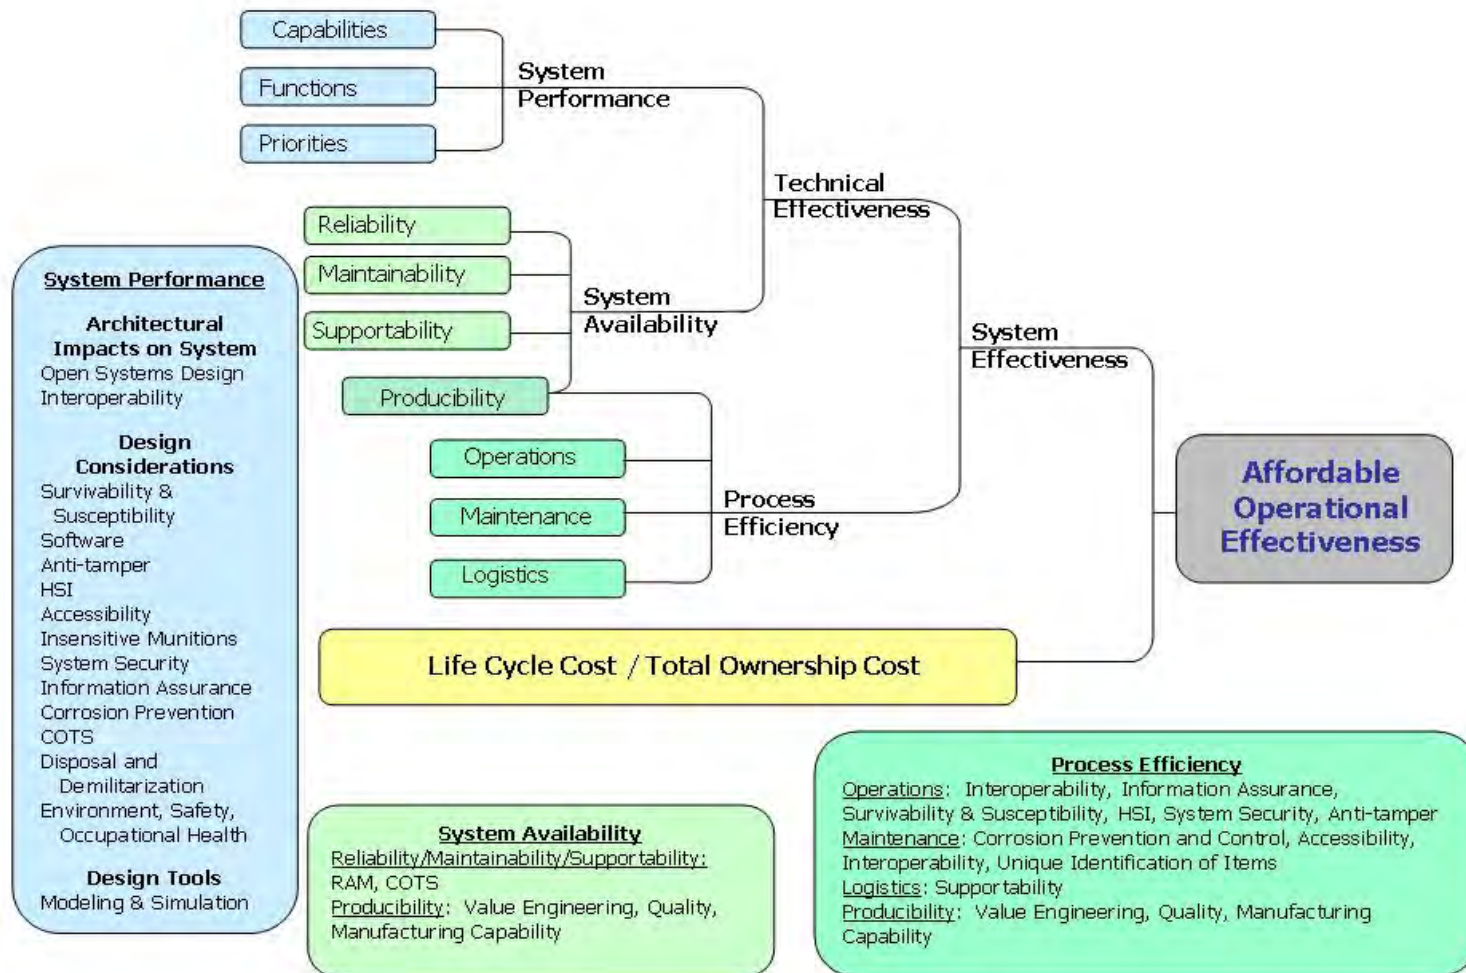 Capabilities
Functions
Priorities
System
Performance
Technical
Effectiveness
Reliability
Maintainability
Supportability
Producibility
System
Availability
System
Effectiveness
Operations
Maintenance
Logistics
Process
Efficiency
Affordable
Operational
Effectiveness
Life Cycle Cost / Total Ownership Cost
System Performance
Architectural
Impacts on System
Open Systems Design
Interoperability
Design
Considerations
Survivability &
Susceptibility
Software
Anti-tamper
HSI
Accessibility
Insensitive Munitions
System Security
Information Assurance
Corrosion Prevention
COTS
Disposal and
Demilitarization
Environment, Safety,
Occupational Health
Design Tools
Modeling & Simulation
System Availability
Reliability/Maintainability/Supportability:
RAM, COTS
Producibility: Value Engineering, Quality,
Manufacturing Capability
Process Efficiency
Operations: Interoperability, Information Assurance,
Survivability & Susceptibility, HSI, System Security, Anti-tamper
Maintenance: Corrosion Prevention and Control, Accessibility,
Interoperability, Unique Identification of Items
Logistics: Supportability
Producibility: Value Engineering, Quality, Manufacturing
Capability